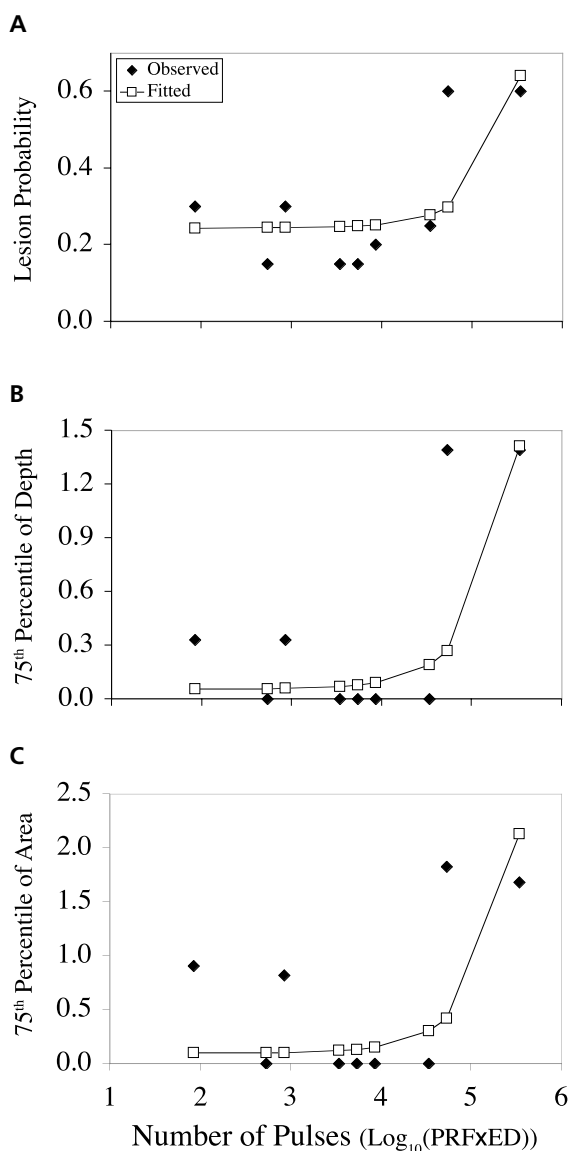 A
Observed
Fitted
Lesion Probability
0.6
0.4
0.2
0.0
B
75th Percentile of Depth
1.5
1.2
0.9
0.6
0.3
0.0
C
75th Percentile of Area
2.5
2.0
1.5
1.0
0.5
0.0
1 2 3 4 5 6
Number of Pulses (Log10(PRFxED))